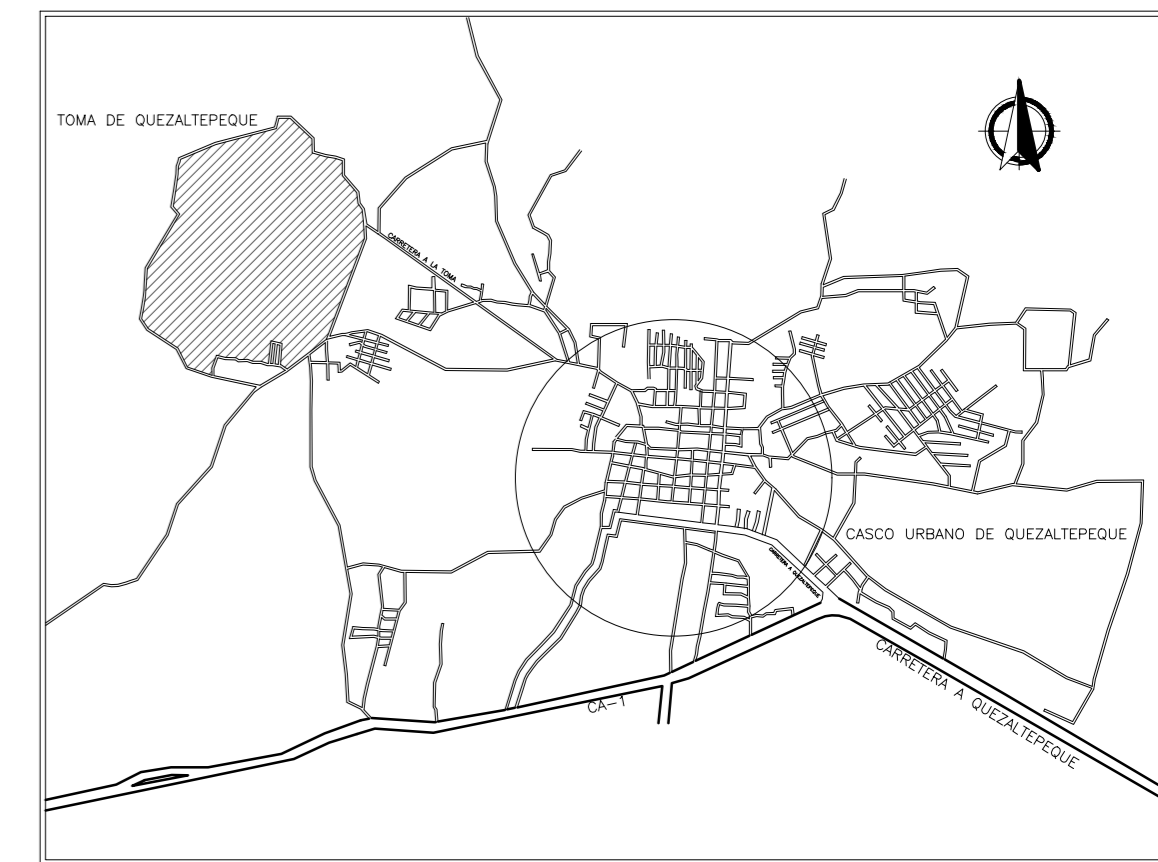 TOMA DE QUEZALTEPEQUE
CARRETERA A LA TOMA
CASCO URBANO DE QUEZALTEPEQUE
CARRETERA A QUEZALTEPEQUE
CARRETERA A QUEZALTEPEQUE
CA-1